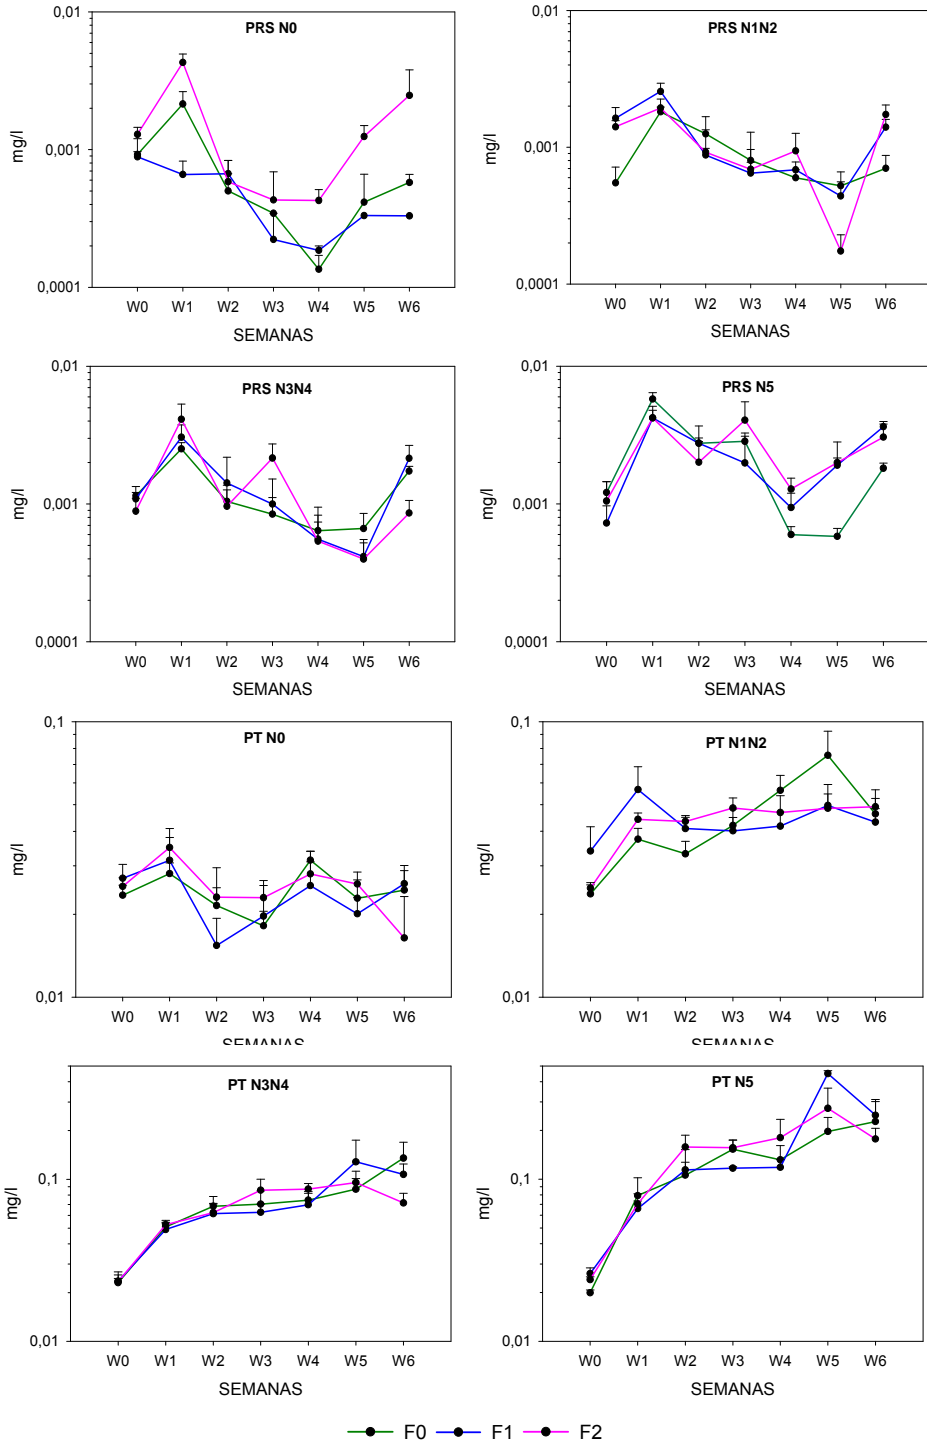 PRS N0
0,01
0,001
0,0001
mg/l
W0 W1 W2 W3 W4 W5 W6
SEMANAS
PRS N1N2
0,01
0,001
0,0001
mg/l
W0 W1 W2 W3 W4 W5 W6
SEMANAS
PRS N3N4
0,01
0,001
0,0001
mg/l
W0 W1 W2 W3 W4 W5 W6
SEMANAS
PRS N5
0,01
0,001
0,0001
mg/l
W0 W1 W2 W3 W4 W5 W6
SEMANAS
PT N0
0,1
0,01
mg/l
W0 W1 W2 W3 W4 W5 W6
SEMANAS
PT N1N2
0,1
0,01
mg/l
W0 W1 W2 W3 W4 W5 W6
SEMANAS
PT N3N4
0,1
0,01
mg/l
W0 W1 W2 W3 W4 W5 W6
SEMANAS
PT N5
0,1
0,01
mg/l
W0 W1 W2 W3 W4 W5 W6
SEMANAS
F0 F1 F2